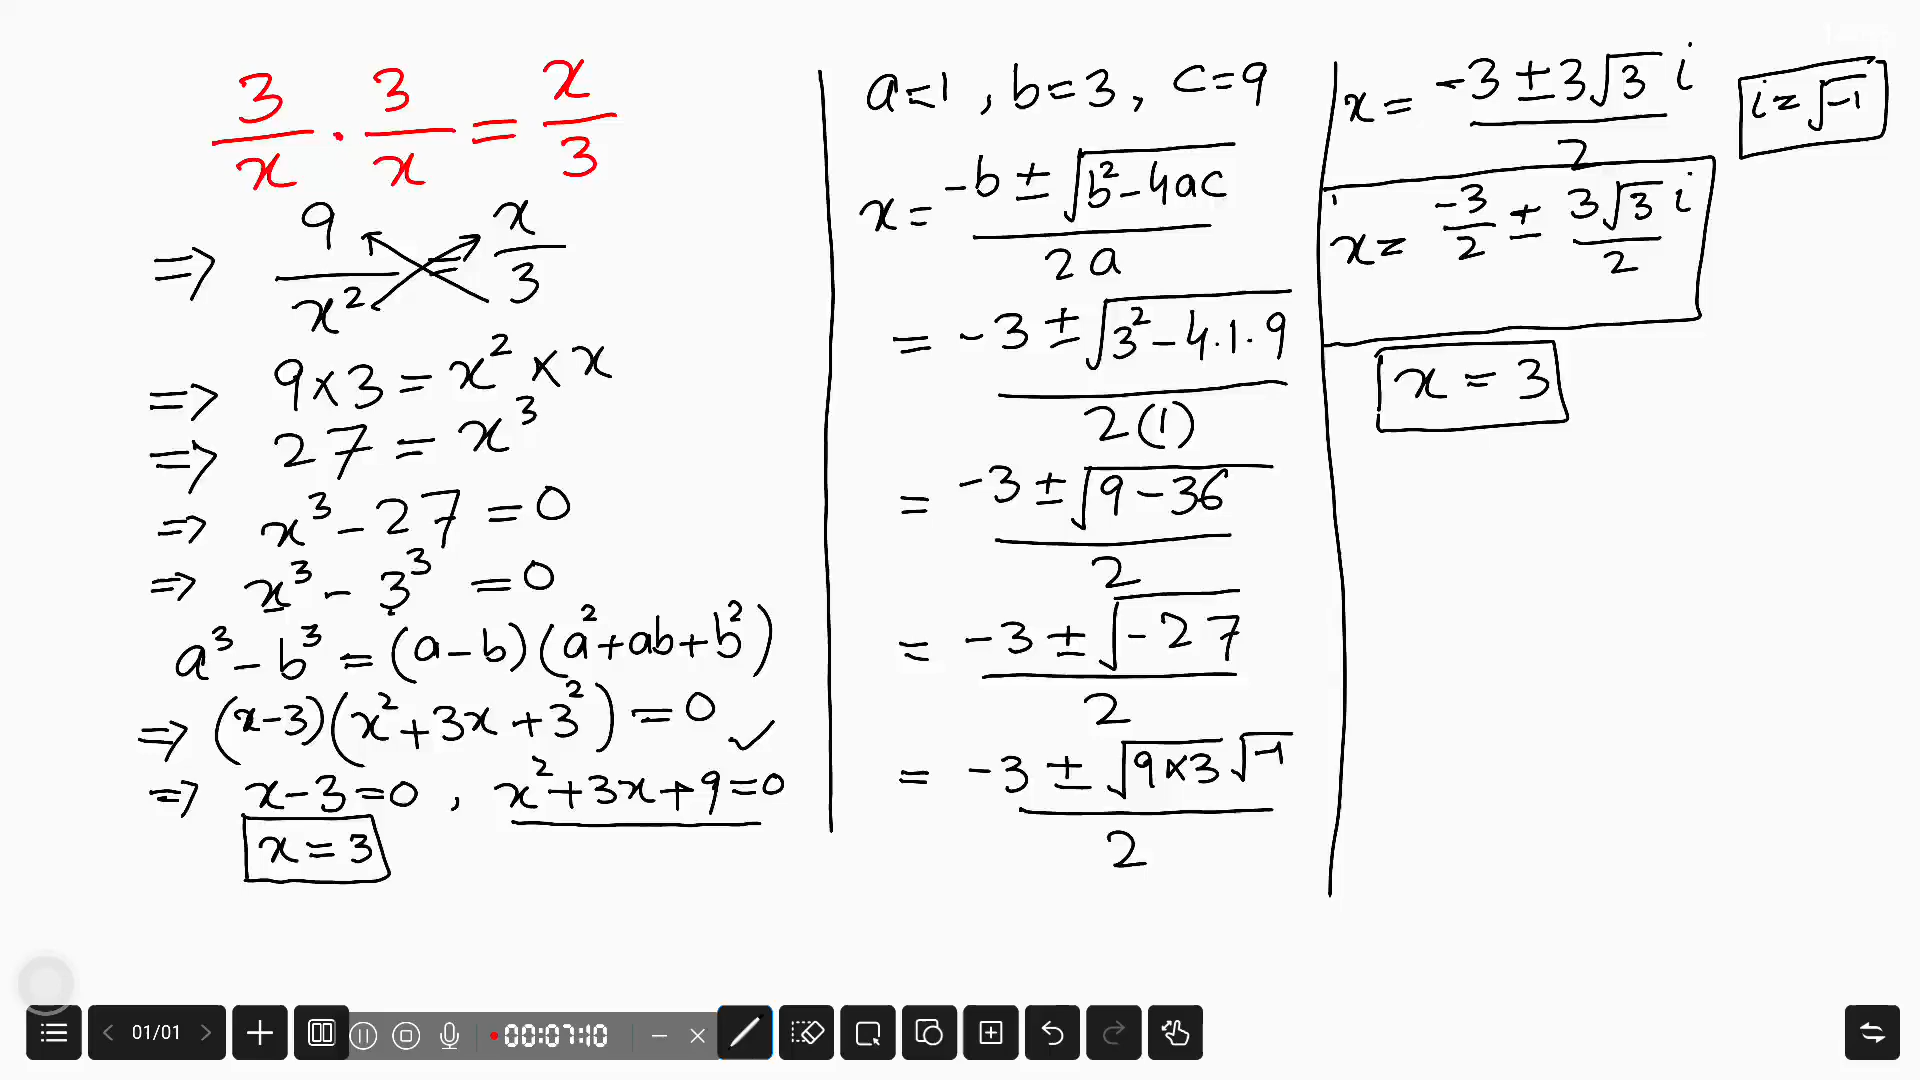 3/x · 3/x = x/3
⇒ 9/x² = x/3
⇒ 9×3 = x² × x
⇒ 27 = x³
⇒ x³ - 27 = 0
⇒ x³ - 3³ = 0
a³ - b³ = (a-b)(a²+ab+b²)
⇒ (x-3)(x²+3x+3²) = 0 ✓
⇒ x-3=0 , x²+3x+9=0
x = 3
a=1 , b=3, c=9
x = (-b ± √(b²-4ac))/2a
= (-3 ± √(3²-4.1.9))/2(1)
= (-3 ± √(9-36))/2
= (-3 ± √(-27))/2
= (-3 ± √(9×3) √-1)/2
x = (-3 ± 3√3 i)/2
i = √-1
x = -3/2 ± 3√3/2 i
x = 3
01/01
00:07:10